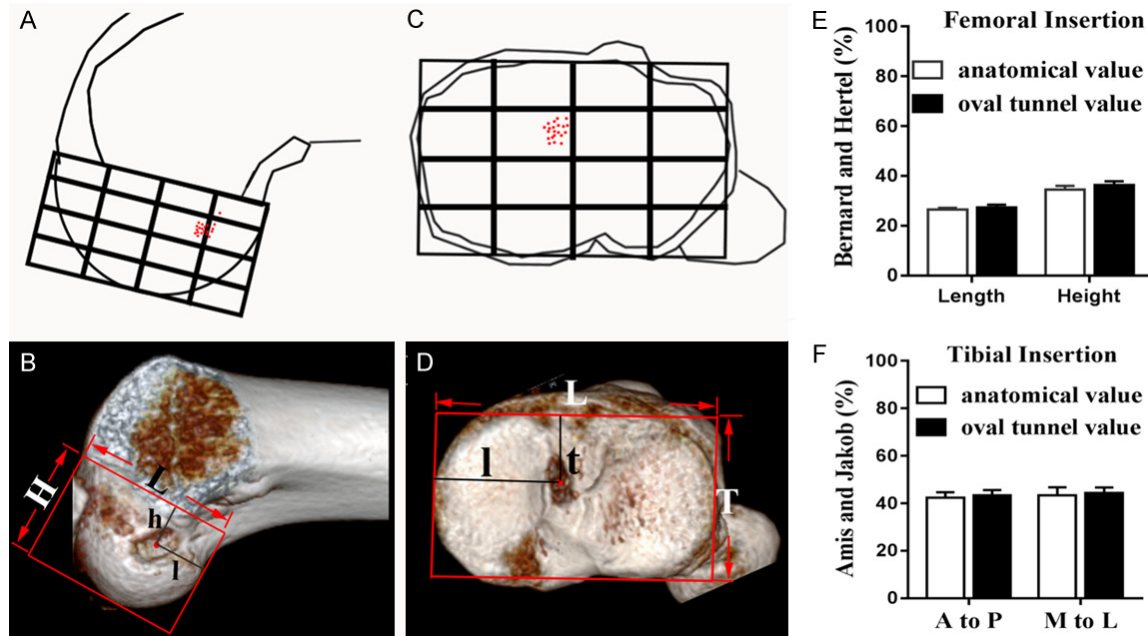 A
C
B
H
L
h
l
D
L
l
t
T
E
Femoral Insertion
Bernard and Hertel (%)
100
80
60
40
20
0
anatomical value
oval tunnel value
Length
Height
F
Tibial Insertion
Amis and Jakob (%)
100
80
60
40
20
0
anatomical value
oval tunnel value
A to P
M to L